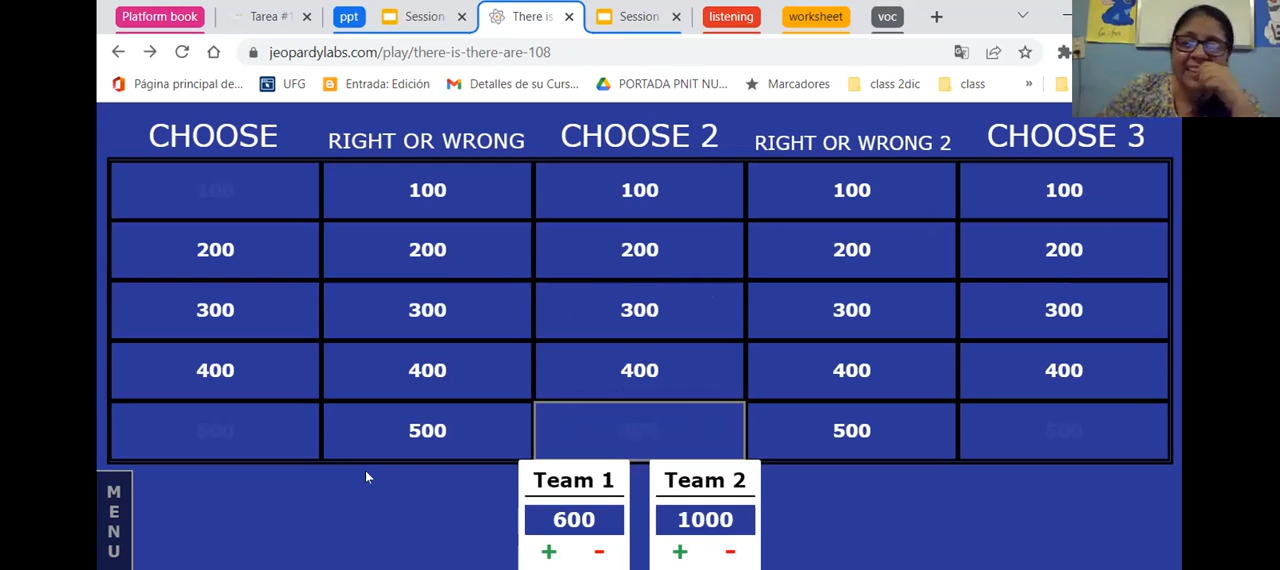 Platform book
Tarea #1
ppt
Session
There is
Session
listening
worksheet
voc
jeopardylabs.com/play/there-is-there-are-108
Página principal de...
UFG
Entrada: Edición
Detalles de su Curs...
PORTADA PNIT NU...
Marcadores
class 2dic
class
»
CHOOSE
RIGHT OR WRONG
CHOOSE 2
RIGHT OR WRONG 2
CHOOSE 3
100
100
100
100
100
200
200
200
200
200
300
300
300
300
300
400
400
400
400
400
500
500
500
500
MENU
Team 1
Team 2
600
1000
+
-
+
-